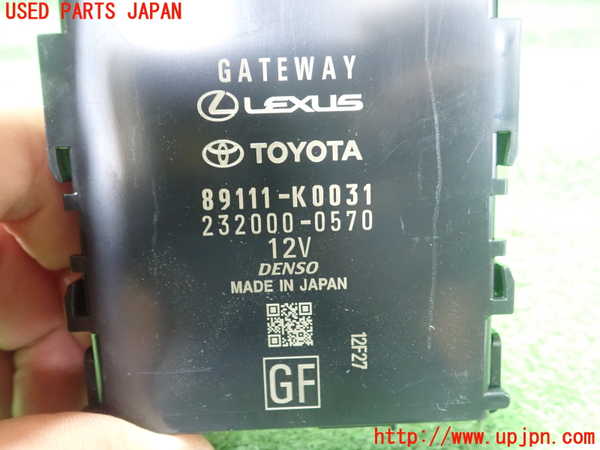 USED PARTS JAPAN
GATEWAY
LEXUS
TOYOTA
89111-K0031
232000-0570
12V
DENSO
MADE IN JAPAN
12F27
GF
http://www.upjpn.com/